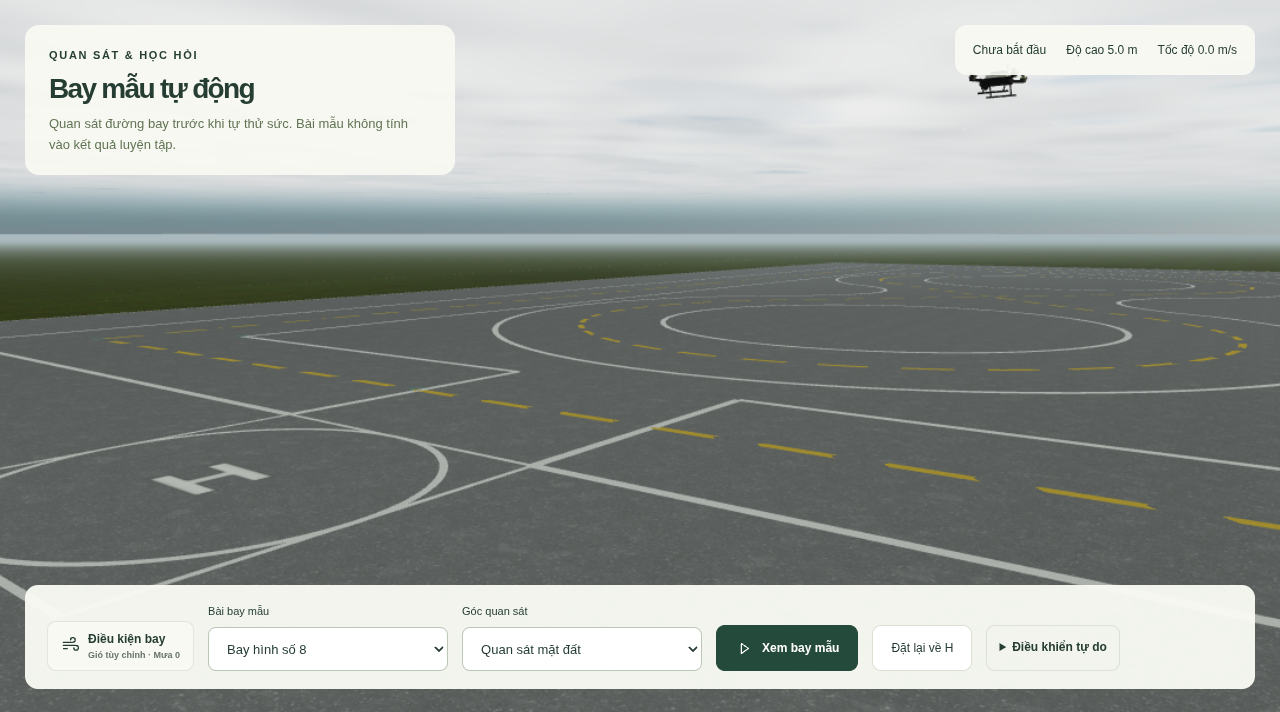 QUAN SÁT & HỌC HỎI
Bay mẫu tự động
Quan sát đường bay trước khi tự thử sức. Bài mẫu không tính
vào kết quả luyện tập.
Chưa bắt đầu Độ cao 5.0 m Tốc độ 0.0 m/s
H
Bài bay mẫu
Góc quan sát
Điều kiện bay
Gió tùy chỉnh · Mưa 0
Bay hình số 8
Quan sát mặt đất
Xem bay mẫu
Đặt lại về H
Điều khiển tự do